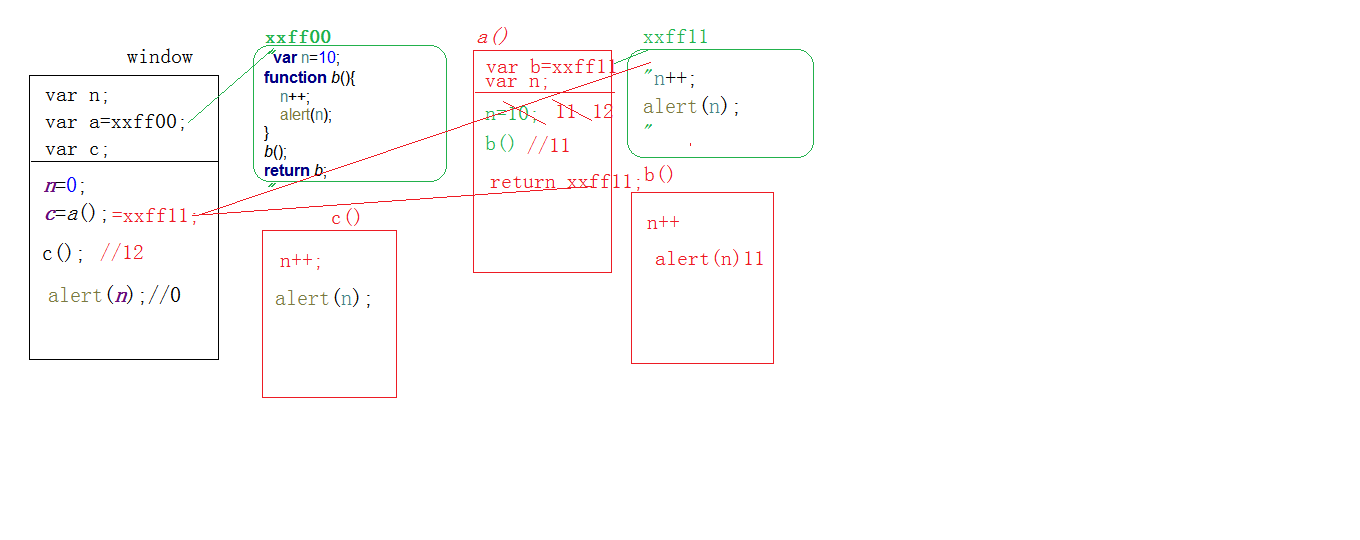 window
var n;
var a=xxff00;
var c;
n=0;
c=a();=xxff11;
c(); //12
alert(n);//0
xxff00
"var n=10;
function b(){
n++;
alert(n);
}
b();
return b;
"
c()
n++;
alert(n);
a()
var b=xxff11
var n;
n=10; 11 12
b() //11
return xxff11;
xxff11
"n++;
alert(n);
"
b()
n++
alert(n)11